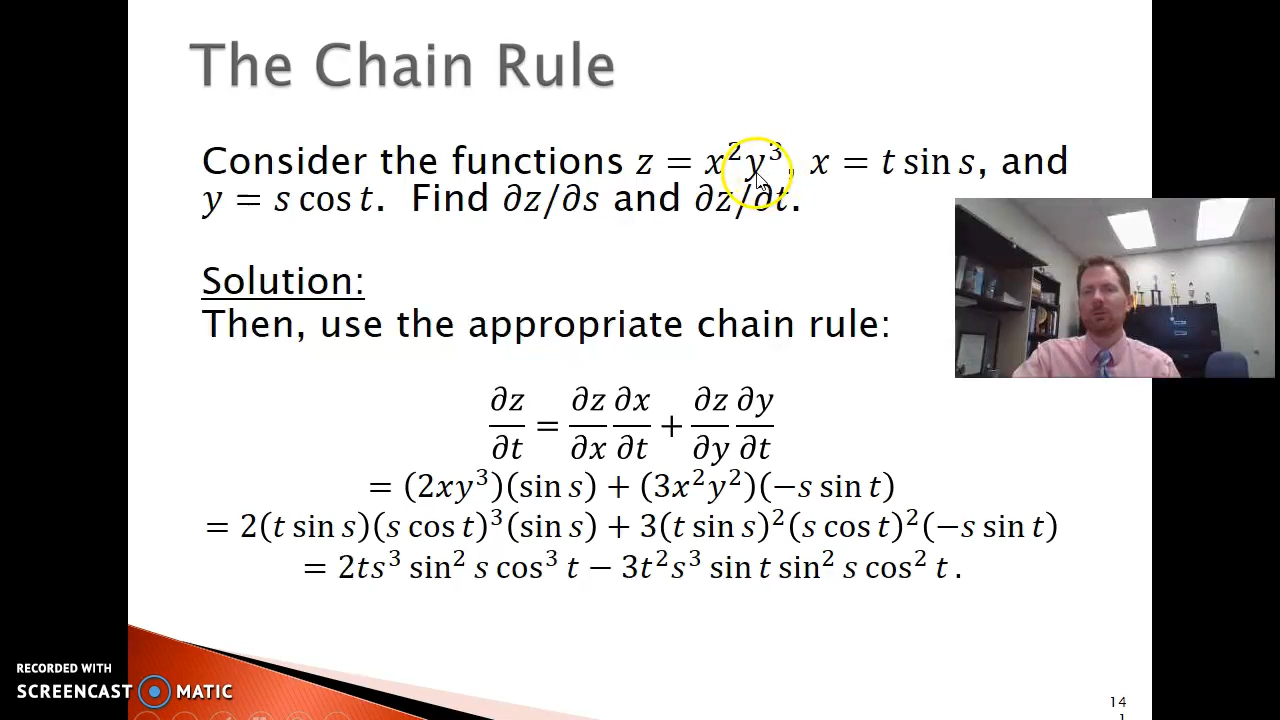 The Chain Rule
Consider the functions z = x²y³, x = t sin s, and
y = s cos t. Find ∂z/∂s and ∂z/∂t.
Solution:
Then, use the appropriate chain rule:
∂z/∂t = ∂z/∂x ∂x/∂t + ∂z/∂y ∂y/∂t
= (2xy³)(sin s) + (3x²y²)(−s sin t)
= 2(t sin s)(s cos t)³(sin s) + 3(t sin s)²(s cos t)²(−s sin t)
= 2ts³ sin² s cos³ t − 3t²s³ sin t sin² s cos² t .
RECORDED WITH
SCREENCAST MATIC
14
1